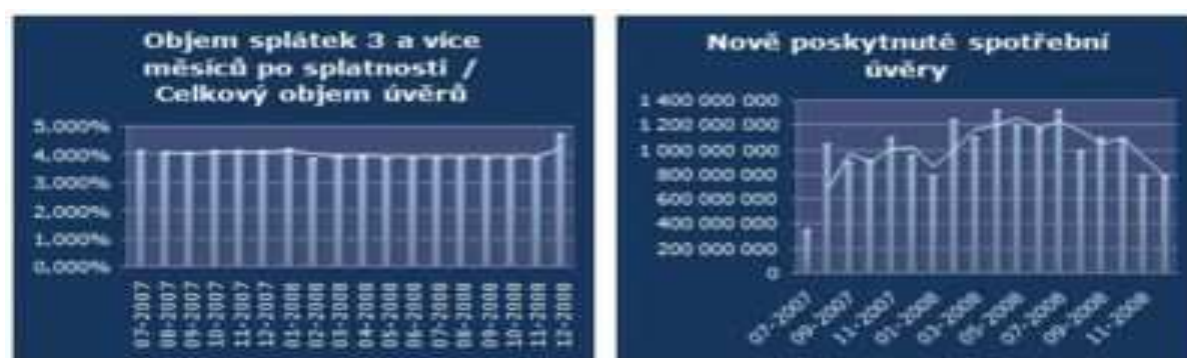 Objem splátek 3 a více
měsíců po splatnosti /
Celkový objem úvěrů
5.000%
4.000%
3.000%
2.000%
1.000%
0.000%
07-2007
08-2007
09-2007
10-2007
11-2007
12-2007
01-2008
02-2008
03-2008
04-2008
05-2008
06-2008
07-2008
08-2008
09-2008
10-2008
11-2008
12-2008
Nově poskytnuté spotřební
úvěry
1 400 000 000
1 200 000 000
1 000 000 000
800 000 000
600 000 000
400 000 000
200 000 000
0
07-2007
09-2007
11-2007
01-2008
03-2008
05-2008
07-2008
09-2008
11-2008